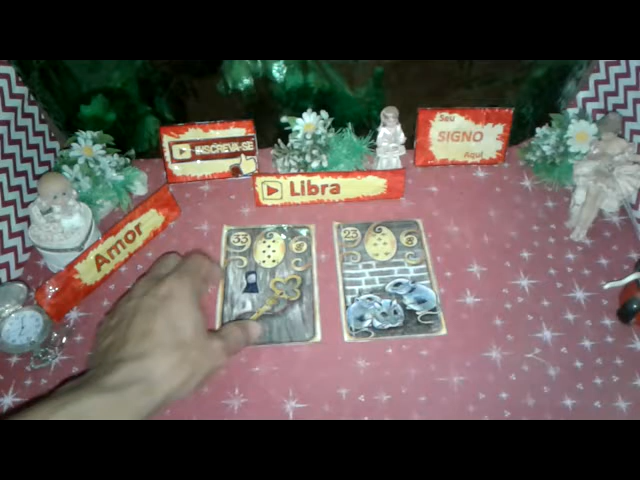 INSCREVA-SE
Seu
SIGNO
Aqui
Libra
Amor
33
23